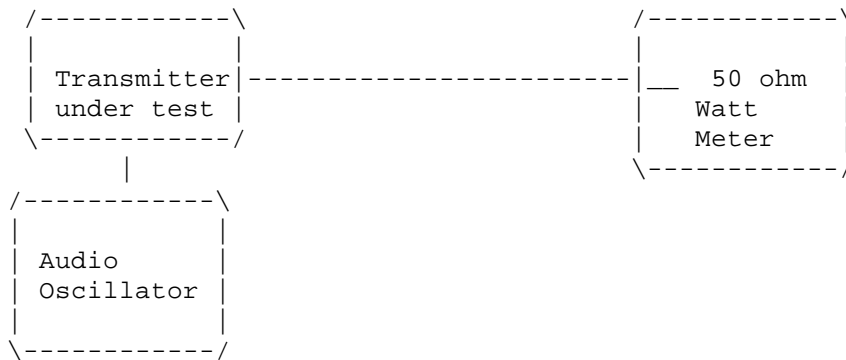 Transmitter
under test
50 ohm
Watt
Meter
Audio
Oscillator